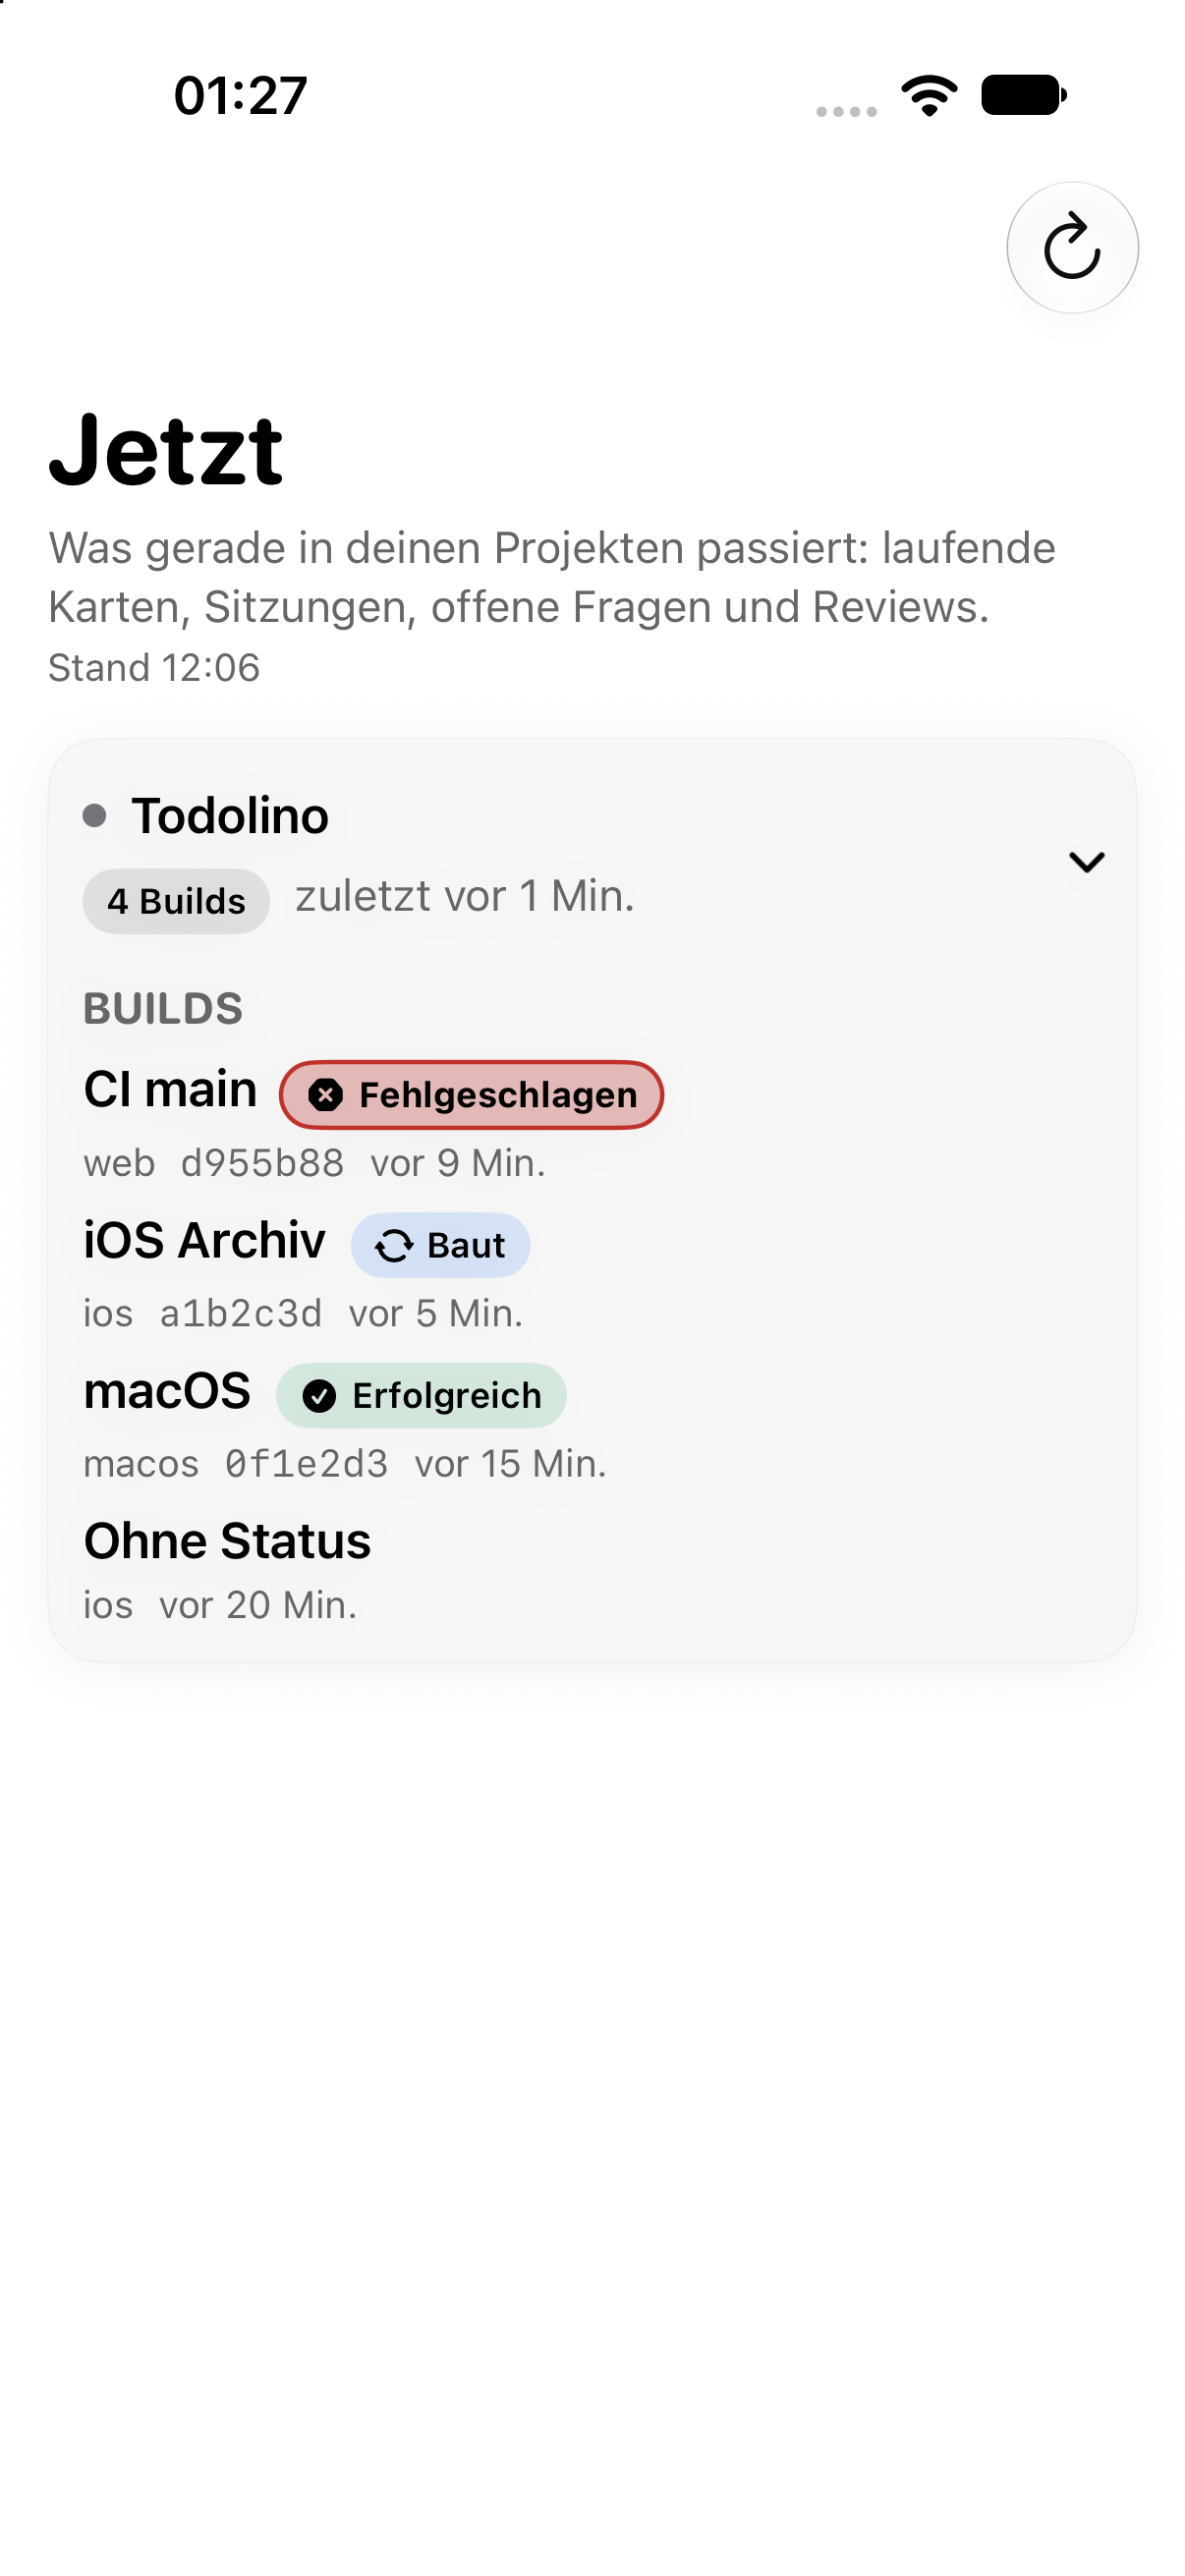 01:27
Jetzt
Was gerade in deinen Projekten passiert: laufende
Karten, Sitzungen, offene Fragen und Reviews.
Stand 12:06
Todolino
4 Builds zuletzt vor 1 Min.
BUILDS
CI main Fehlgeschlagen
web d955b88 vor 9 Min.
iOS Archiv Baut
ios a1b2c3d vor 5 Min.
macOS Erfolgreich
macos 0f1e2d3 vor 15 Min.
Ohne Status
ios vor 20 Min.